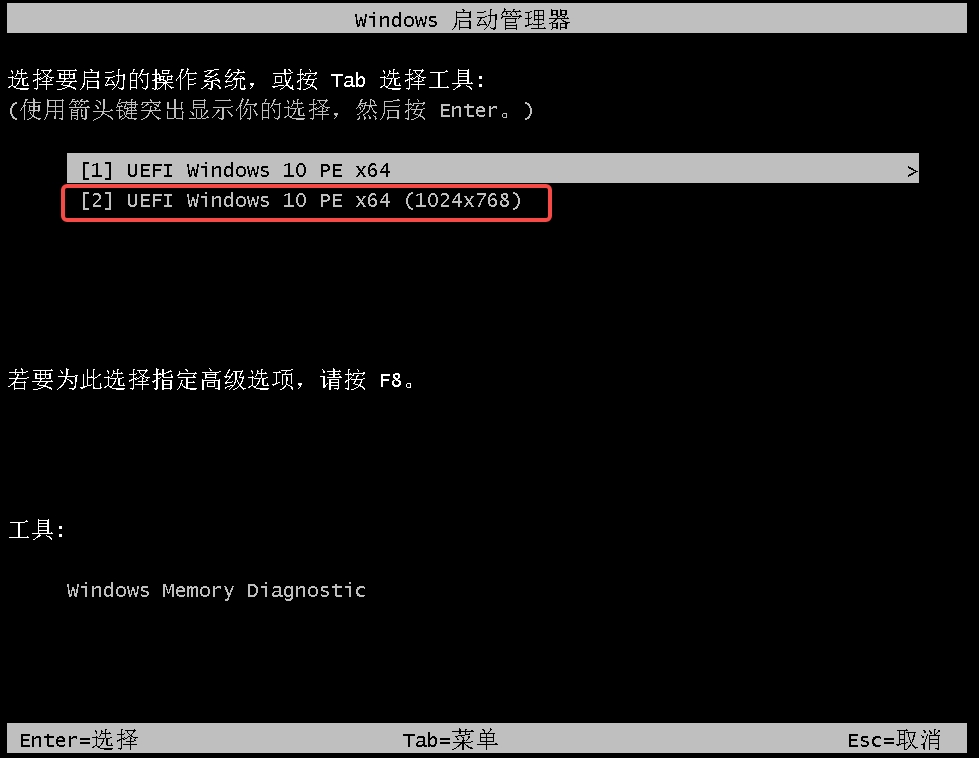 Windows 启动管理器
选择要启动的操作系统，或按 Tab 选择工具:
(使用箭头键突出显示你的选择，然后按 Enter。)
[1] UEFI Windows 10 PE x64 >
[2] UEFI Windows 10 PE x64 (1024x768)
若要为此选择指定高级选项，请按 F8。
工具:
Windows Memory Diagnostic
Enter=选择 Tab=菜单 Esc=取消